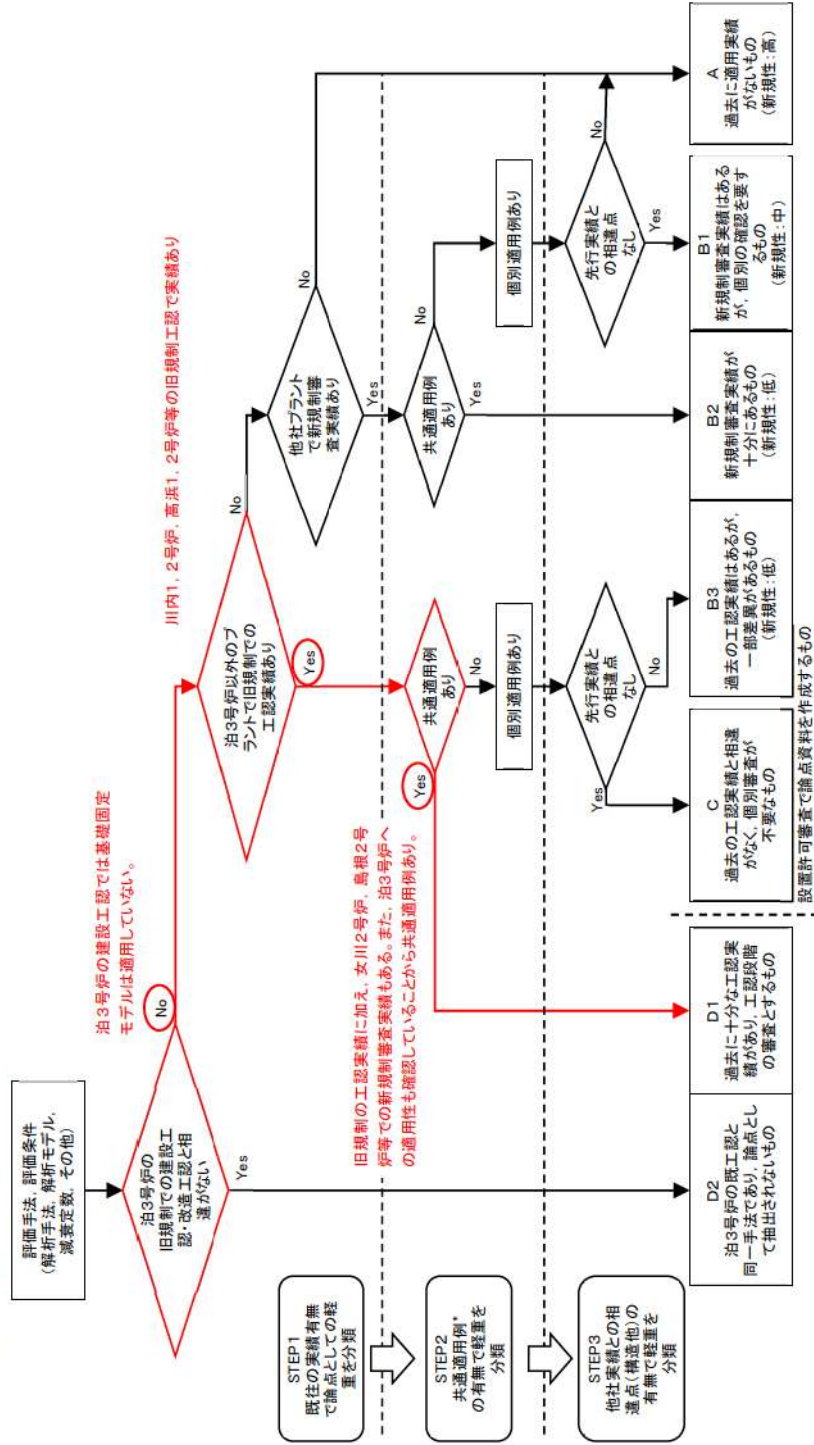 評価手法，評価条件
（解析手法，解析モデル，
減衰定数，その他）
泊3号炉の
旧規制での建設工
認・改造工認と相
違がない
No
Yes
泊3号炉の建設工認では基礎固定
モデルは適用していない。
泊3号炉以外のプ
ラントで旧規制での
工認実績あり
No
Yes
川内1，2号炉，高浜1，2号炉等の旧規制工認で実績あり
他社プラント
で新規制審
査実績あり
No
Yes
STEP1
既往の実績有無
で論点としての軽
重を分類
STEP2
共通適用例*
の有無で軽重を
分類
STEP3
他社実績との相
違点（構造他）の
有無で軽重を
分類
旧規制の工認実績に加え，女川2号炉，島根2号
炉等での新規制審査実績もある。また，泊3号炉へ
の適用性も確認していることから共通適用例あり。
Yes
共通適用例
あり
No
個別適用例あり
共通適用例
あり
No
Yes
個別適用例あり
先行実績と
の相違点
なし
Yes
No
先行実績と
の相違点
なし
No
Yes
D2
泊3号炉の既工認と
同一手法であり，論点とし
て抽出されないもの
D1
過去に十分な工認実
績があり，工認段階
の審査とするもの
C
過去の工認実績と相違
がなく，個別審査が
不要なもの
B3
過去の工認実績はあるが，
一部差異があるもの
（新規性：低）
B2
新規制審査実績が
十分にあるもの
（新規性：低）
B1
新規制審査実績はある
が，個別の確認を要す
るもの
（新規性：中）
A
過去に適用実績
がないもの
（新規性：高）
設置許可審査で論点資料を作成するもの